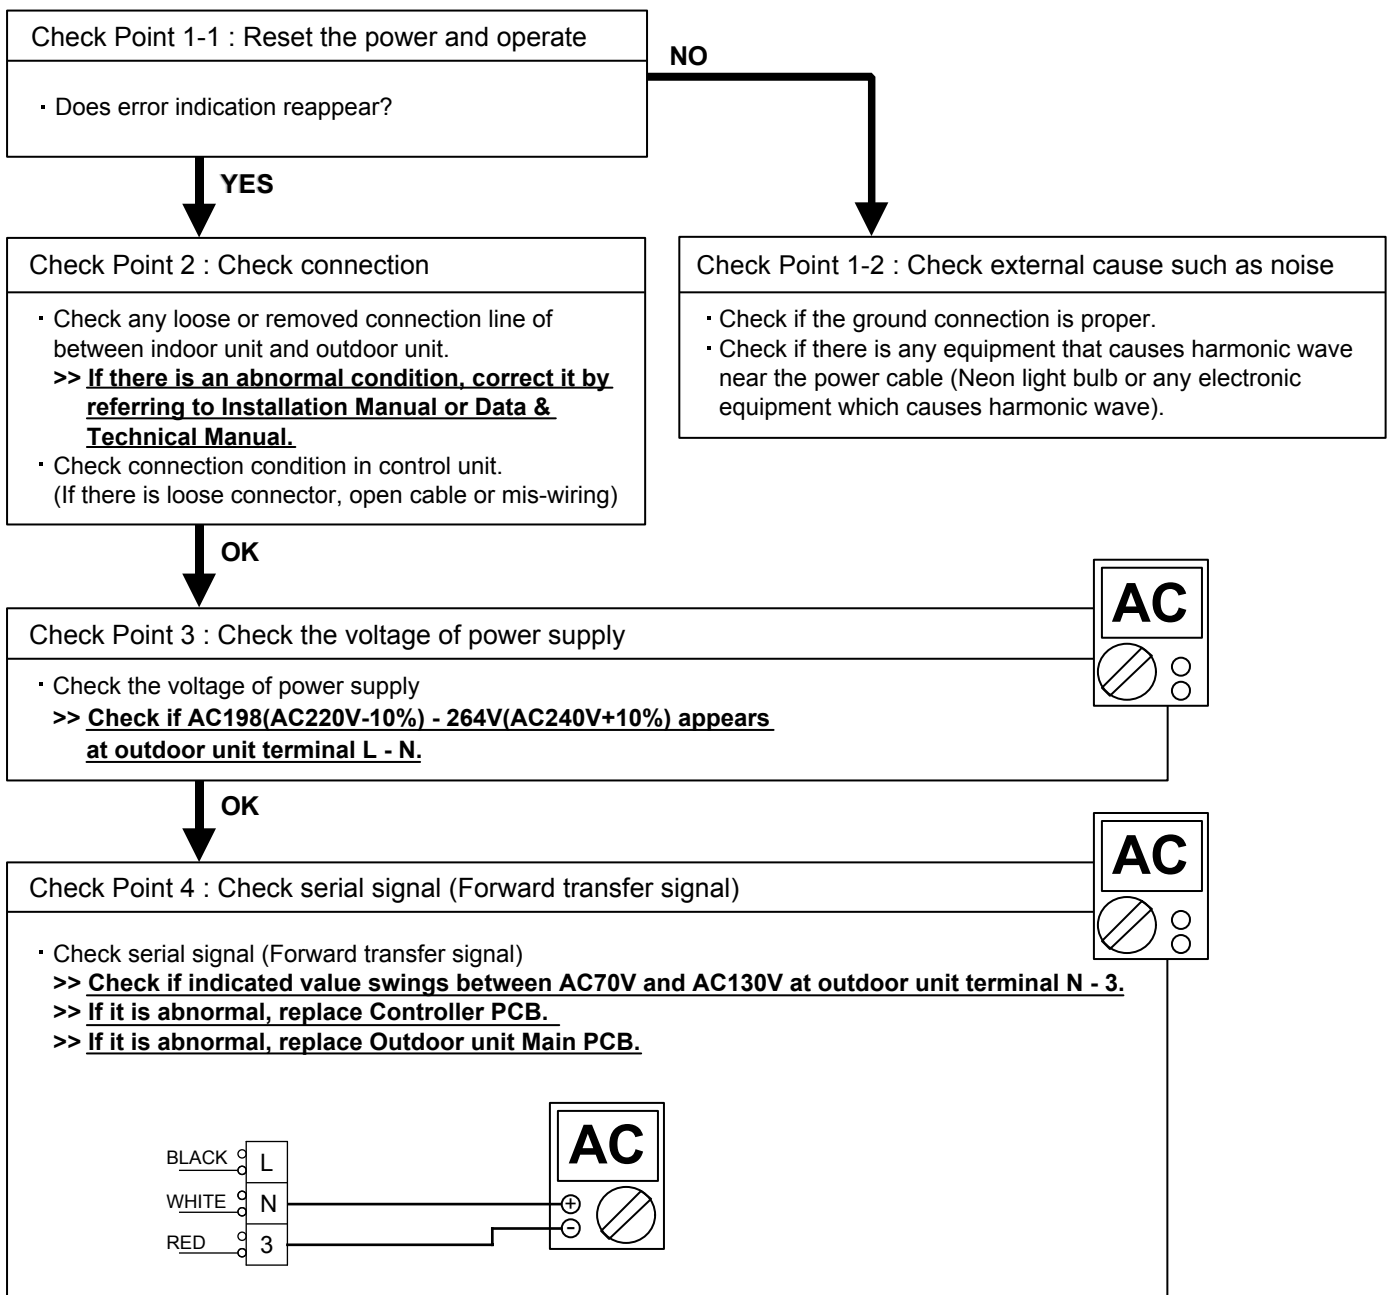 Check Point 1-1 : Reset the power and operate
・Does error indication reappear?
NO
YES
Check Point 2 : Check connection
・Check any loose or removed connection line of
between indoor unit and outdoor unit.
>> If there is an abnormal condition, correct it by
referring to Installation Manual or Data &
Technical Manual.
・Check connection condition in control unit.
(If there is loose connector, open cable or mis-wiring)
Check Point 1-2 : Check external cause such as noise
・Check if the ground connection is proper.
・Check if there is any equipment that causes harmonic wave
near the power cable (Neon light bulb or any electronic
equipment which causes harmonic wave).
OK
AC
Check Point 3 : Check the voltage of power supply
・Check the voltage of power supply
>> Check if AC198(AC220V-10%) - 264V(AC240V+10%) appears
at outdoor unit terminal L - N.
OK
AC
Check Point 4 : Check serial signal (Forward transfer signal)
・Check serial signal (Forward transfer signal)
>> Check if indicated value swings between AC70V and AC130V at outdoor unit terminal N - 3.
>> If it is abnormal, replace Controller PCB.
>> If it is abnormal, replace Outdoor unit Main PCB.
AC
BLACK L
WHITE N +
RED 3 -